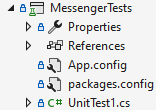 MessengerTests
Properties
References
App.config
packages.config
UnitTest1.cs